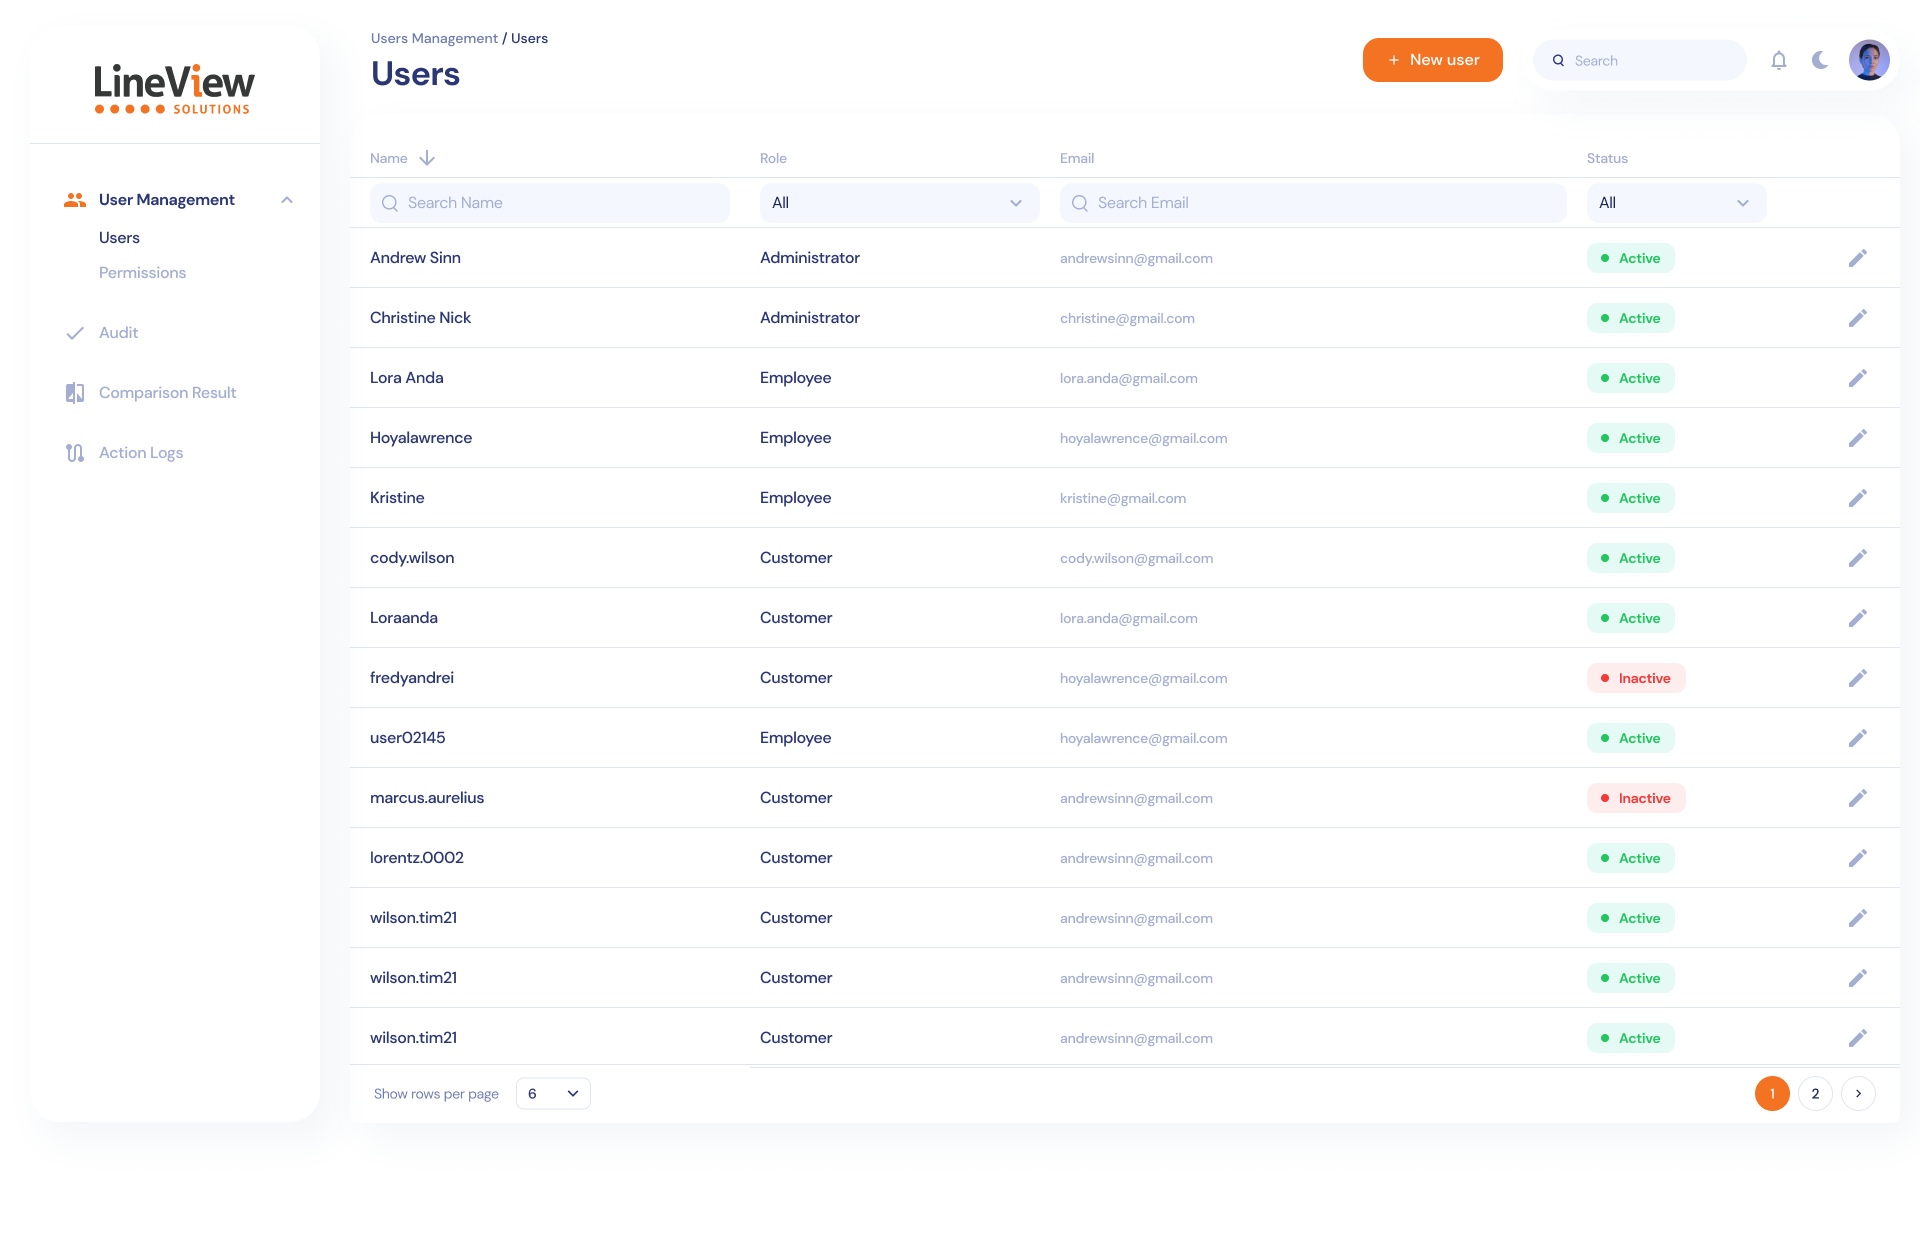 LineView
SOLUTIONS
User Management
Users
Permissions
Audit
Comparison Result
Action Logs
Users Management / Users
Users
+ New user
Search
Name Role Email Status
Search Name All Search Email All
Andrew Sinn Administrator andrewsinn@gmail.com Active
Christine Nick Administrator christine@gmail.com Active
Lora Anda Employee lora.anda@gmail.com Active
Hoyalawrence Employee hoyalawrence@gmail.com Active
Kristine Employee kristine@gmail.com Active
cody.wilson Customer cody.wilson@gmail.com Active
Loraanda Customer lora.anda@gmail.com Active
fredyandrei Customer hoyalawrence@gmail.com Inactive
user02145 Employee hoyalawrence@gmail.com Active
marcus.aurelius Customer andrewsinn@gmail.com Inactive
lorentz.0002 Customer andrewsinn@gmail.com Active
wilson.tim21 Customer andrewsinn@gmail.com Active
wilson.tim21 Customer andrewsinn@gmail.com Active
wilson.tim21 Customer andrewsinn@gmail.com Active
Show rows per page 6 1 2